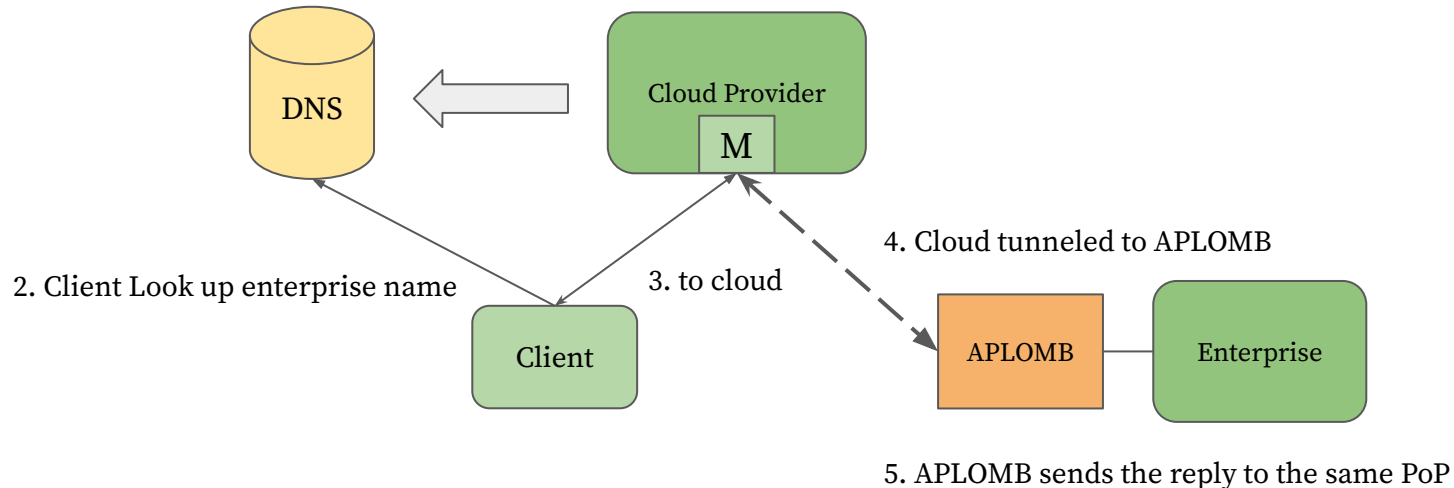 DNS
Cloud Provider
M
4. Cloud tunneled to APLOMB
2. Client Look up enterprise name
3. to cloud
Client
APLOMB
Enterprise
5. APLOMB sends the reply to the same PoP